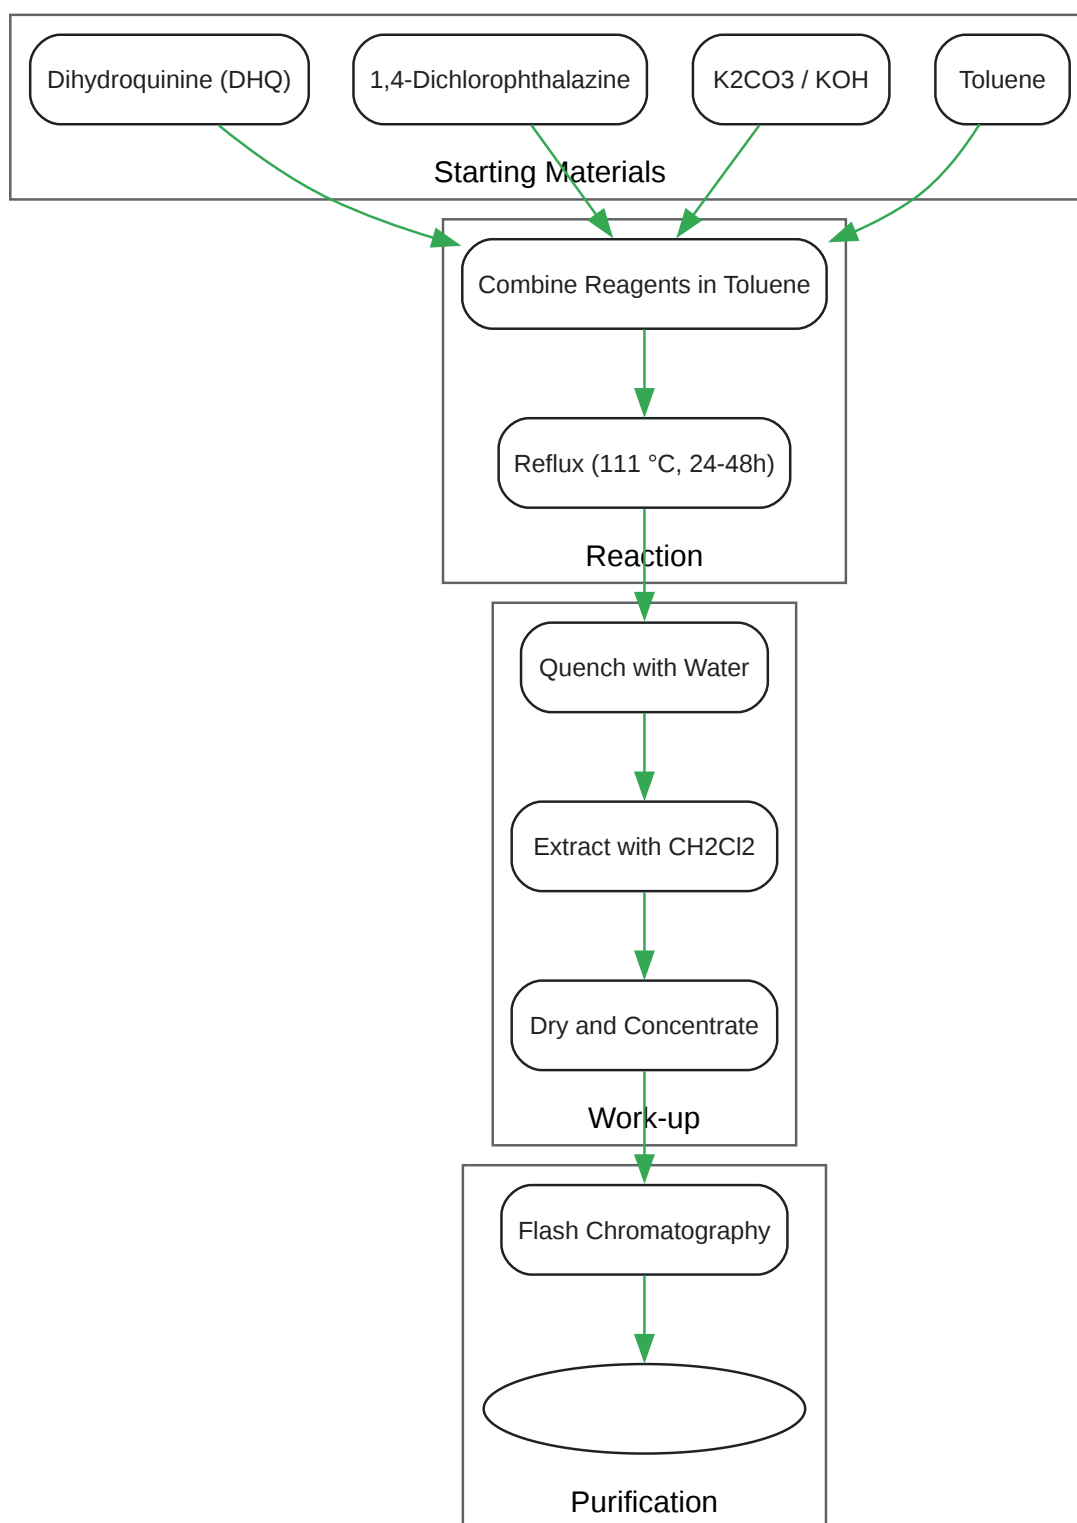 Dihydroquinine (DHQ)
1,4-Dichlorophthalazine
K2CO3 / KOH
Toluene
Starting Materials
Combine Reagents in Toluene
Reflux (111 °C, 24-48h)
Reaction
Quench with Water
Extract with CH2Cl2
Dry and Concentrate
Work-up
Flash Chromatography
Purification